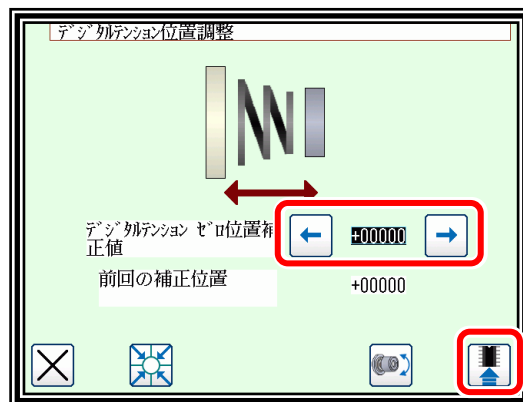 デジタルテンション位置調整
デジタルテンション ゼロ位置補
正値
+00000
前回の補正位置
+00000